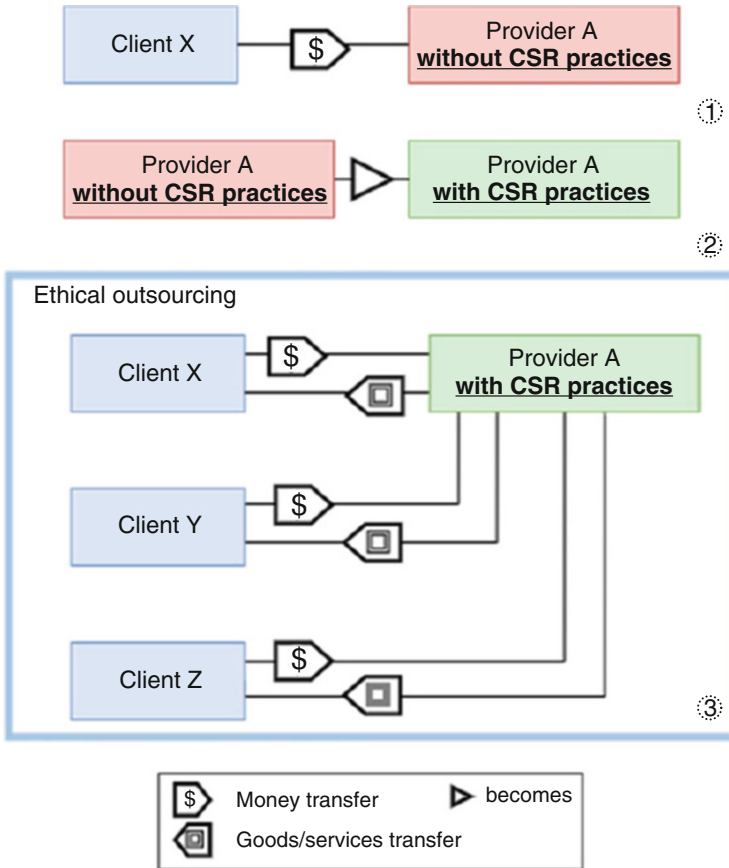 Client X
$
Provider A
without CSR practices
1
Provider A
without CSR practices
Provider A
with CSR practices
2
Ethical outsourcing
Client X
$
Provider A
with CSR practices
Client Y
$
Client Z
$
3
$ Money transfer
becomes
Goods/services transfer